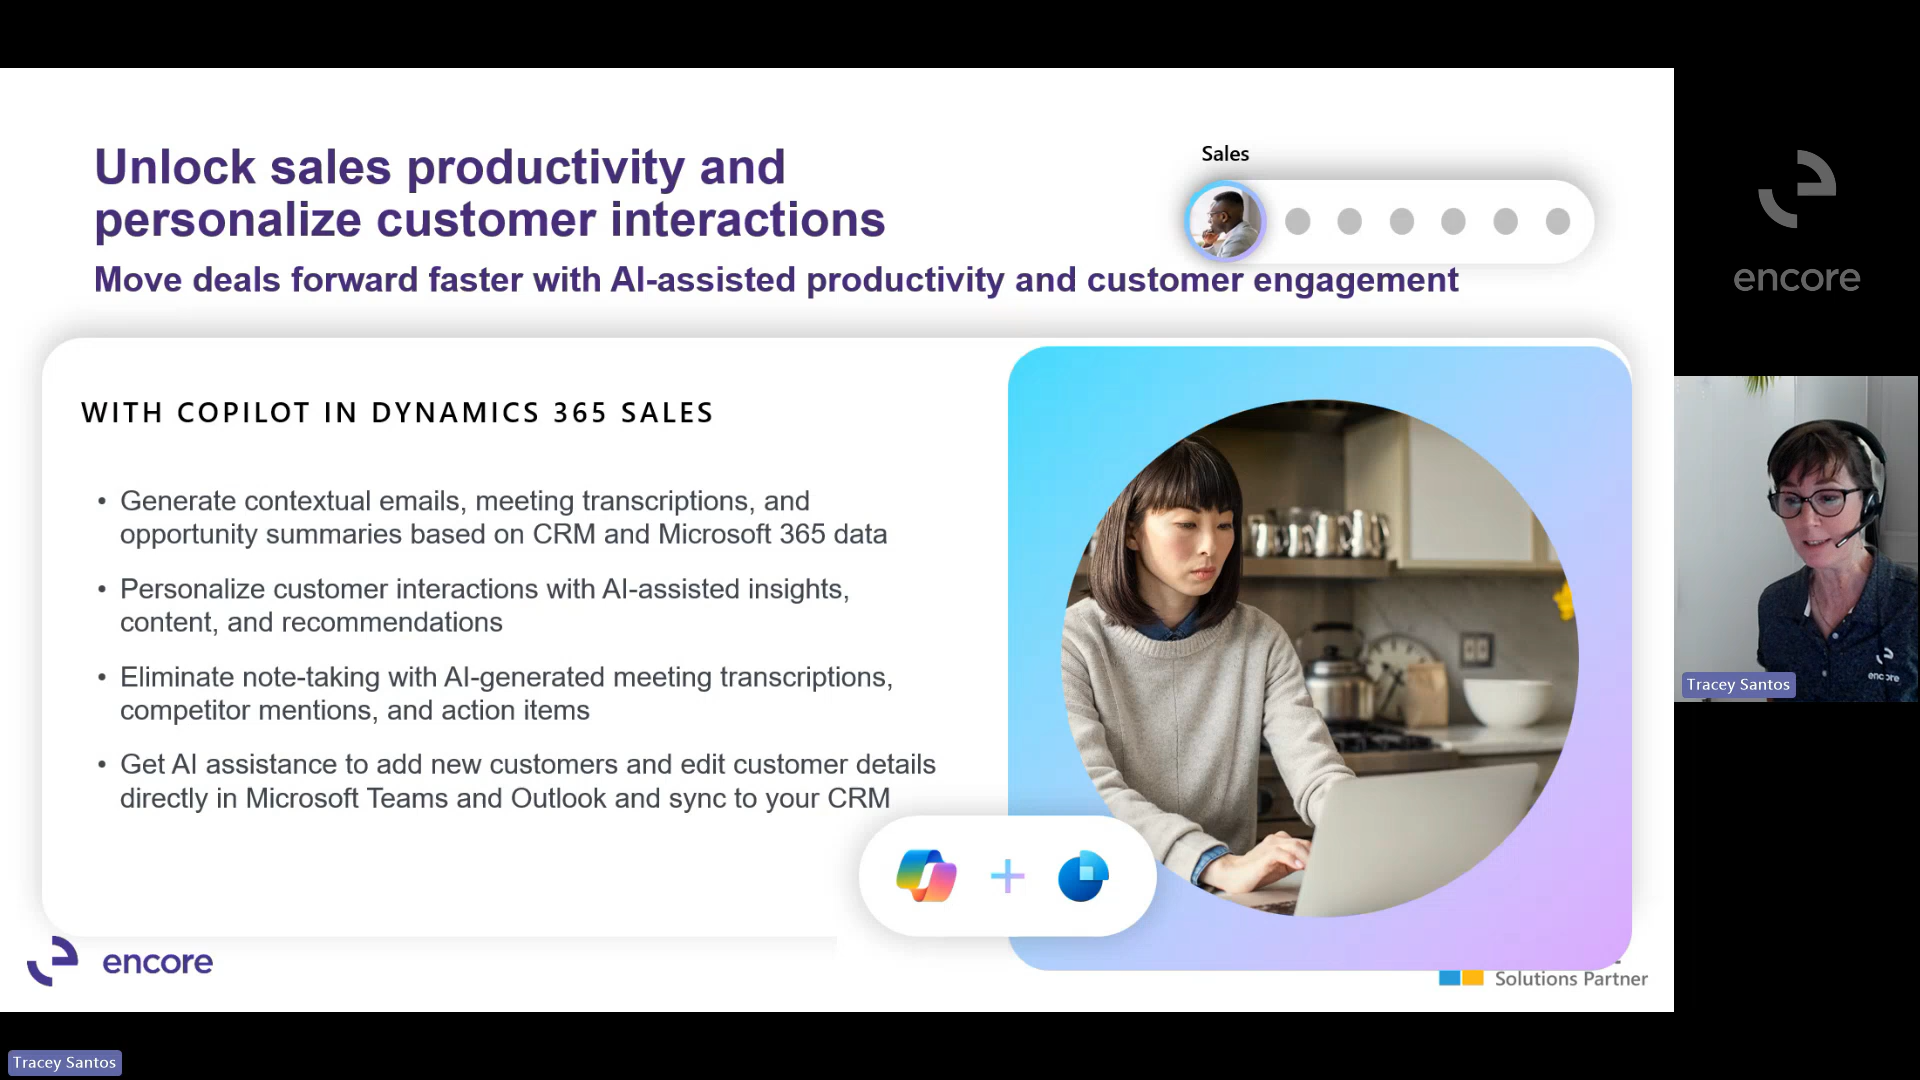 Unlock sales productivity and
personalize customer interactions
Move deals forward faster with AI-assisted productivity and customer engagement
Sales
WITH COPILOT IN DYNAMICS 365 SALES
• Generate contextual emails, meeting transcriptions, and
opportunity summaries based on CRM and Microsoft 365 data
• Personalize customer interactions with AI-assisted insights,
content, and recommendations
• Eliminate note-taking with AI-generated meeting transcriptions,
competitor mentions, and action items
• Get AI assistance to add new customers and edit customer details
directly in Microsoft Teams and Outlook and sync to your CRM
encore
Solutions Partner
encore
encore
Tracey Santos
Tracey Santos